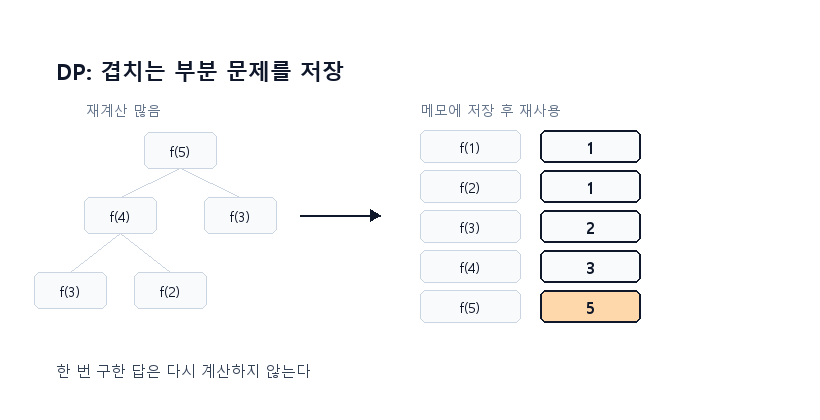 DP: 겹치는 부분 문제를 저장
재계산 많음
f(5)
f(4)
f(3)
f(3)
f(2)
메모에 저장 후 재사용
f(1) 1
f(2) 1
f(3) 2
f(4) 3
f(5) 5
한 번 구한 답은 다시 계산하지 않는다